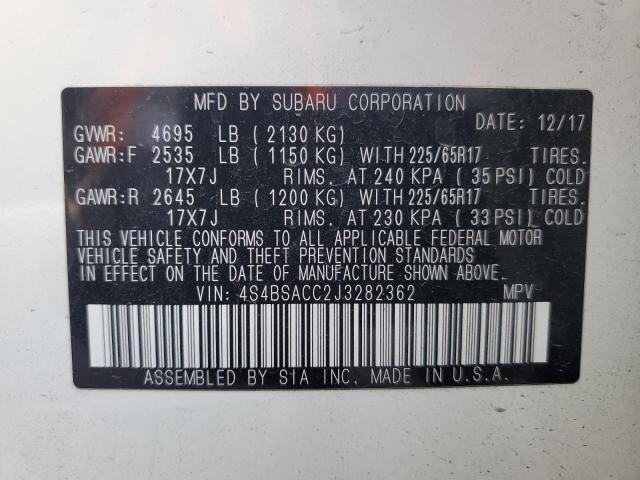 MFD BY SUBARU CORPORATION
DATE: 12/17
GVWR: 4695 LB ( 2130 KG)
GAWR:F 2535 LB ( 1150 KG) WITH 225/65R17 TIRES.
17X7J RIMS. AT 240 KPA ( 35 PSI) COLD
GAWR:R 2645 LB ( 1200 KG) WITH 225/65R17 TIRES.
17X7J RIMS. AT 230 KPA ( 33 PSI) COLD
THIS VEHICLE CONFORMS TO ALL APPLICABLE FEDERAL MOTOR
VEHICLE SAFETY AND THEFT PREVENTION STANDARDS
IN EFFECT ON THE DATE OF MANUFACTURE SHOWN ABOVE.
VIN: 4S4BSACC2J3282362 MPV
ASSEMBLED BY SIA INC. MADE IN U.S.A.